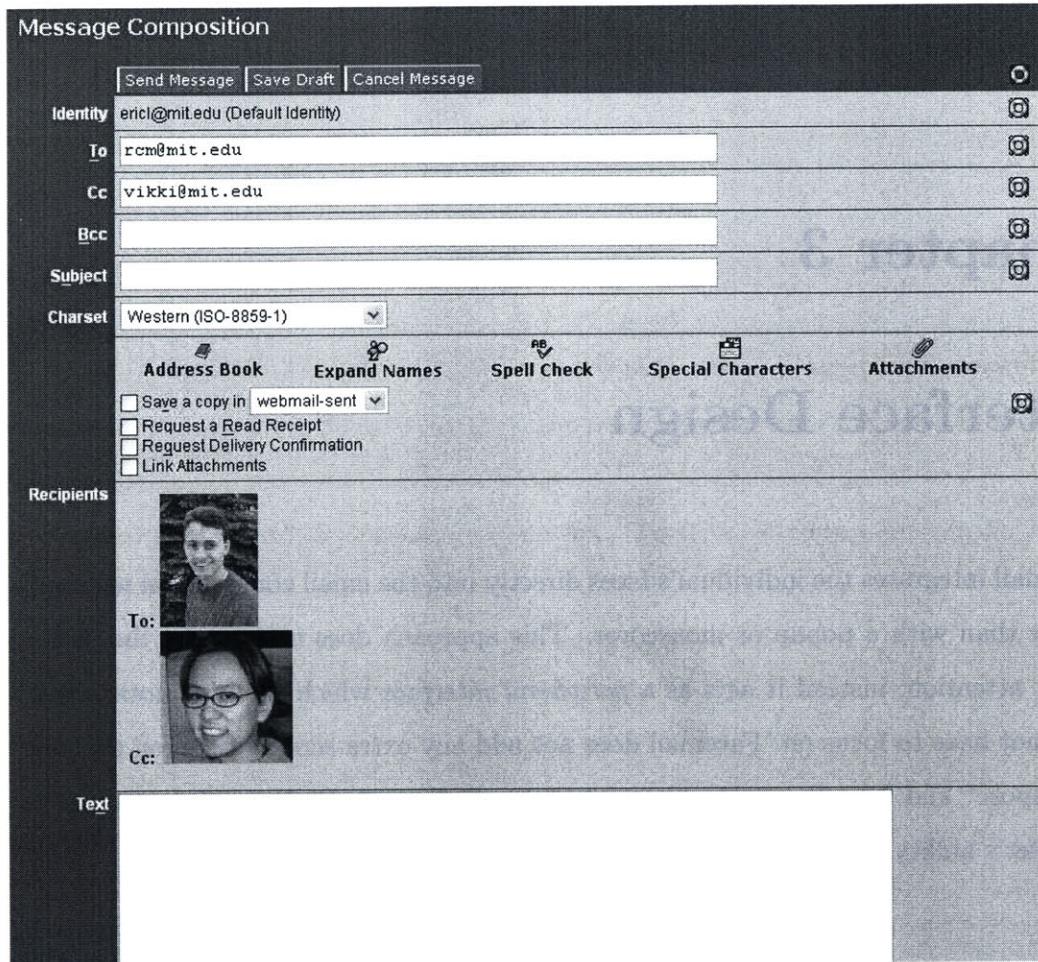 Message Composition
Send Message Save Draft Cancel Message
Identity ericl@mit.edu (Default Identity)
To rcm@mit.edu
Cc vikki@mit.edu
Bcc
Subject
Charset Western (ISO-8859-1)
Address Book Expand Names Spell Check Special Characters Attachments
Save a copy in webmail-sent
Request a Read Receipt
Request Delivery Confirmation
Link Attachments
Recipients
To:
Cc:
Text